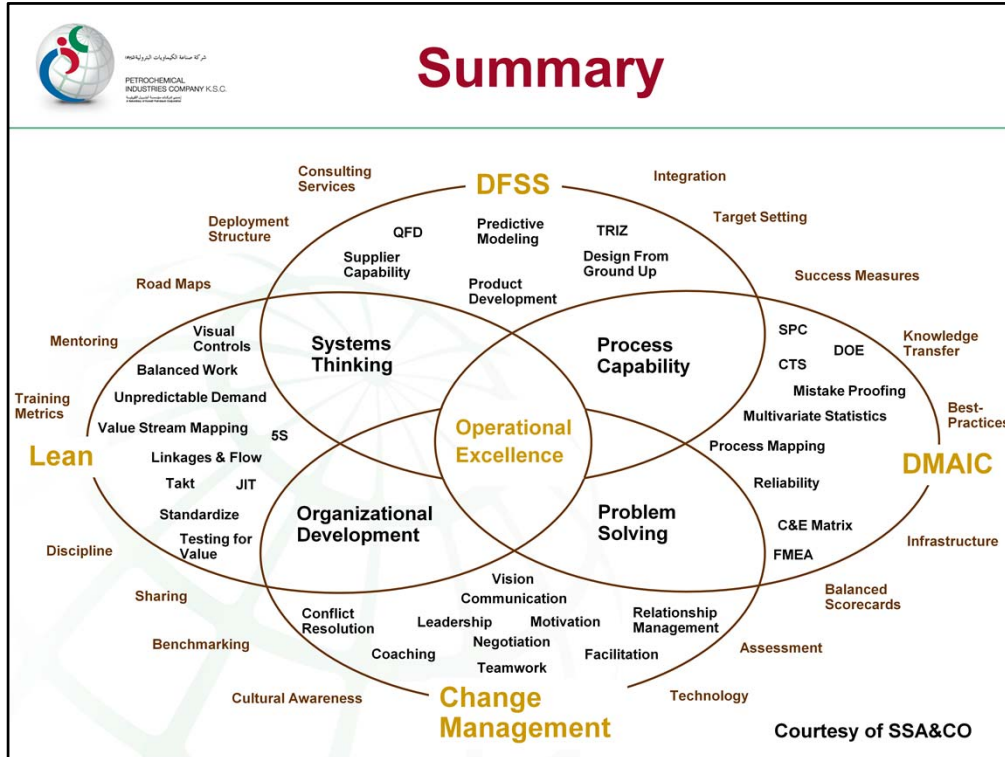 شركة صناعة الكيماويات البترولية
PETROCHEMICAL
INDUSTRIES COMPANY K.S.C.
Summary
Consulting
Services
DFSS
Integration
Deployment
Structure
QFD
Predictive
Modeling
TRIZ
Target Setting
Supplier
Capability
Design From
Ground Up
Road Maps
Product
Development
Success Measures
Mentoring
Visual
Controls
Systems
Thinking
Process
Capability
SPC
DOE
Knowledge
Transfer
Balanced Work
CTS
Training
Metrics
Unpredictable Demand
Mistake Proofing
Multivariate Statistics
Best-
Practices
Value Stream Mapping
5S
Operational
Excellence
Process Mapping
Lean
Linkages & Flow
DMAIC
Takt
JIT
Reliability
Standardize
Organizational
Development
Problem
Solving
C&E Matrix
Testing for
Value
FMEA
Infrastructure
Discipline
Vision
Communication
Balanced
Scorecards
Sharing
Conflict
Resolution
Leadership
Motivation
Relationship
Management
Benchmarking
Negotiation
Assessment
Coaching
Facilitation
Teamwork
Cultural Awareness
Change
Management
Technology
Courtesy of SSA&CO